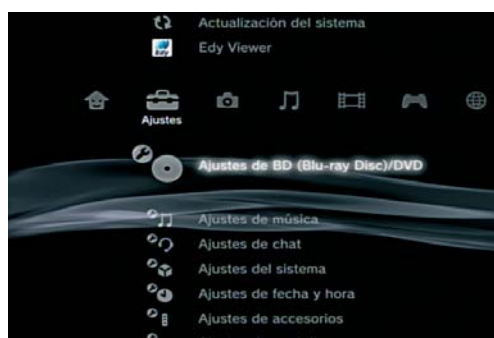 Actualización del sistema
Edy Viewer
Ajustes
Ajustes de BD (Blu-ray Disc)/DVD
Ajustes de música
Ajustes de chat
Ajustes del sistema
Ajustes de fecha y hora
Ajustes de accesorios